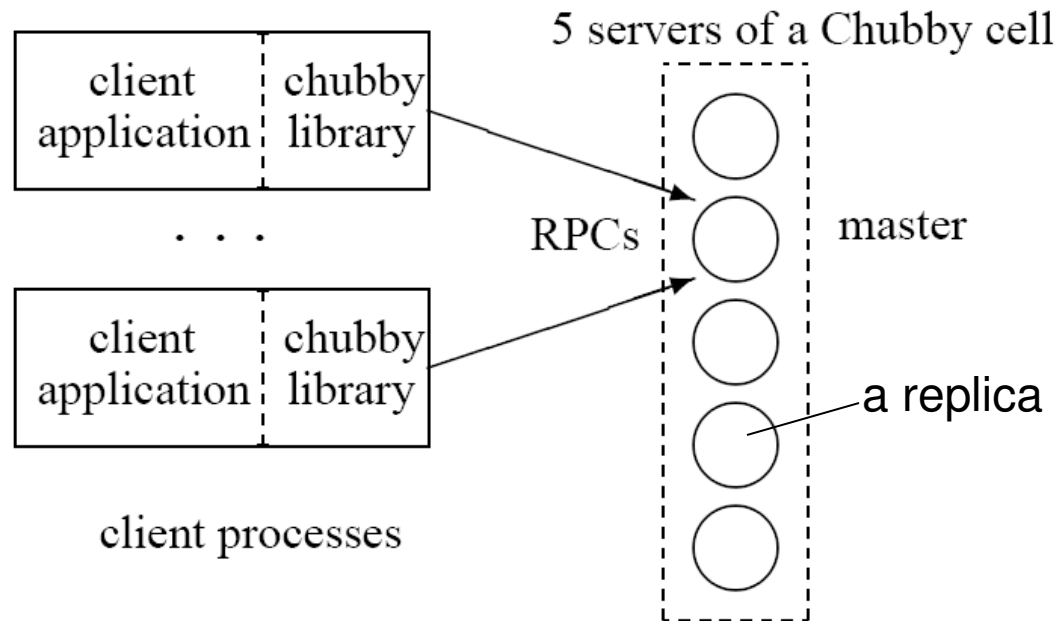 5 servers of a Chubby cell
client
application
chubby
library
. . .
RPCs
master
client
application
chubby
library
a replica
client processes